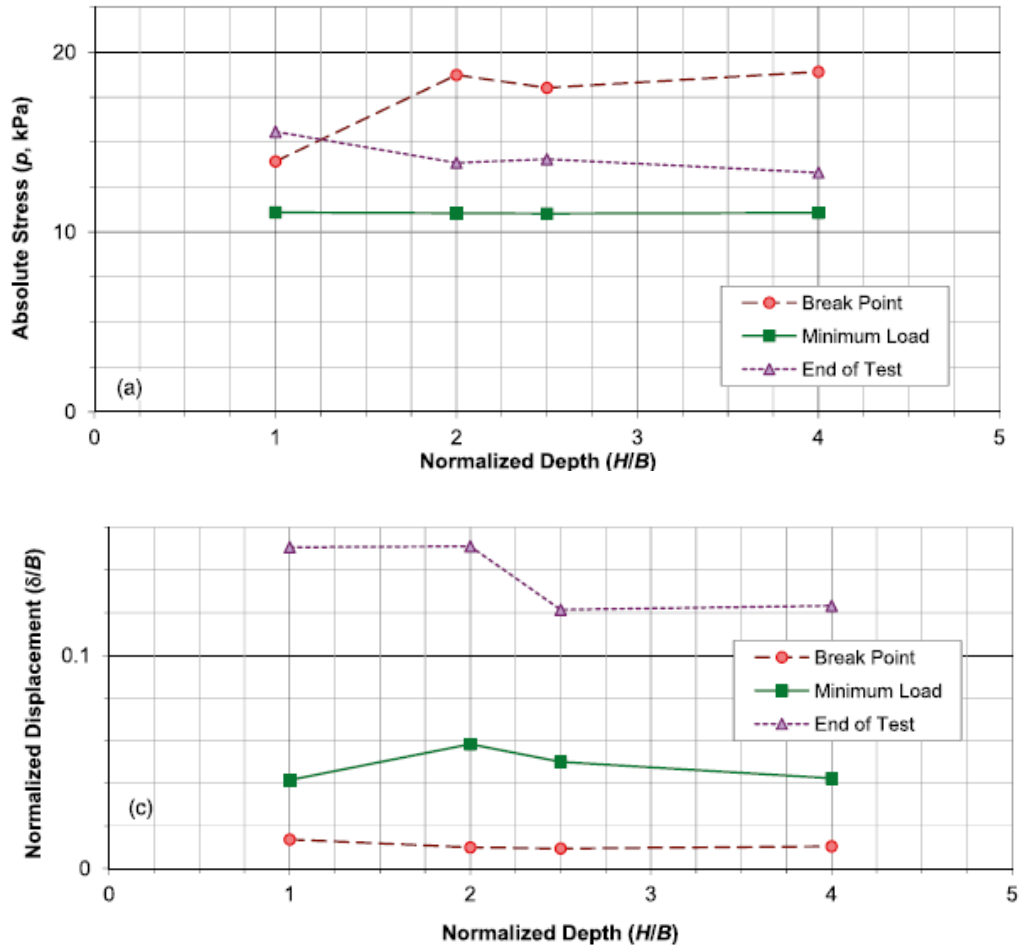 Absolute Stress (p, kPa)
20
10
0
(a)
Break Point
Minimum Load
End of Test
0 1 2 3 4 5
Normalized Depth (H/B)
Normalized Displacement (δ/B)
0.1
0
(c)
Break Point
Minimum Load
End of Test
0 1 2 3 4 5
Normalized Depth (H/B)